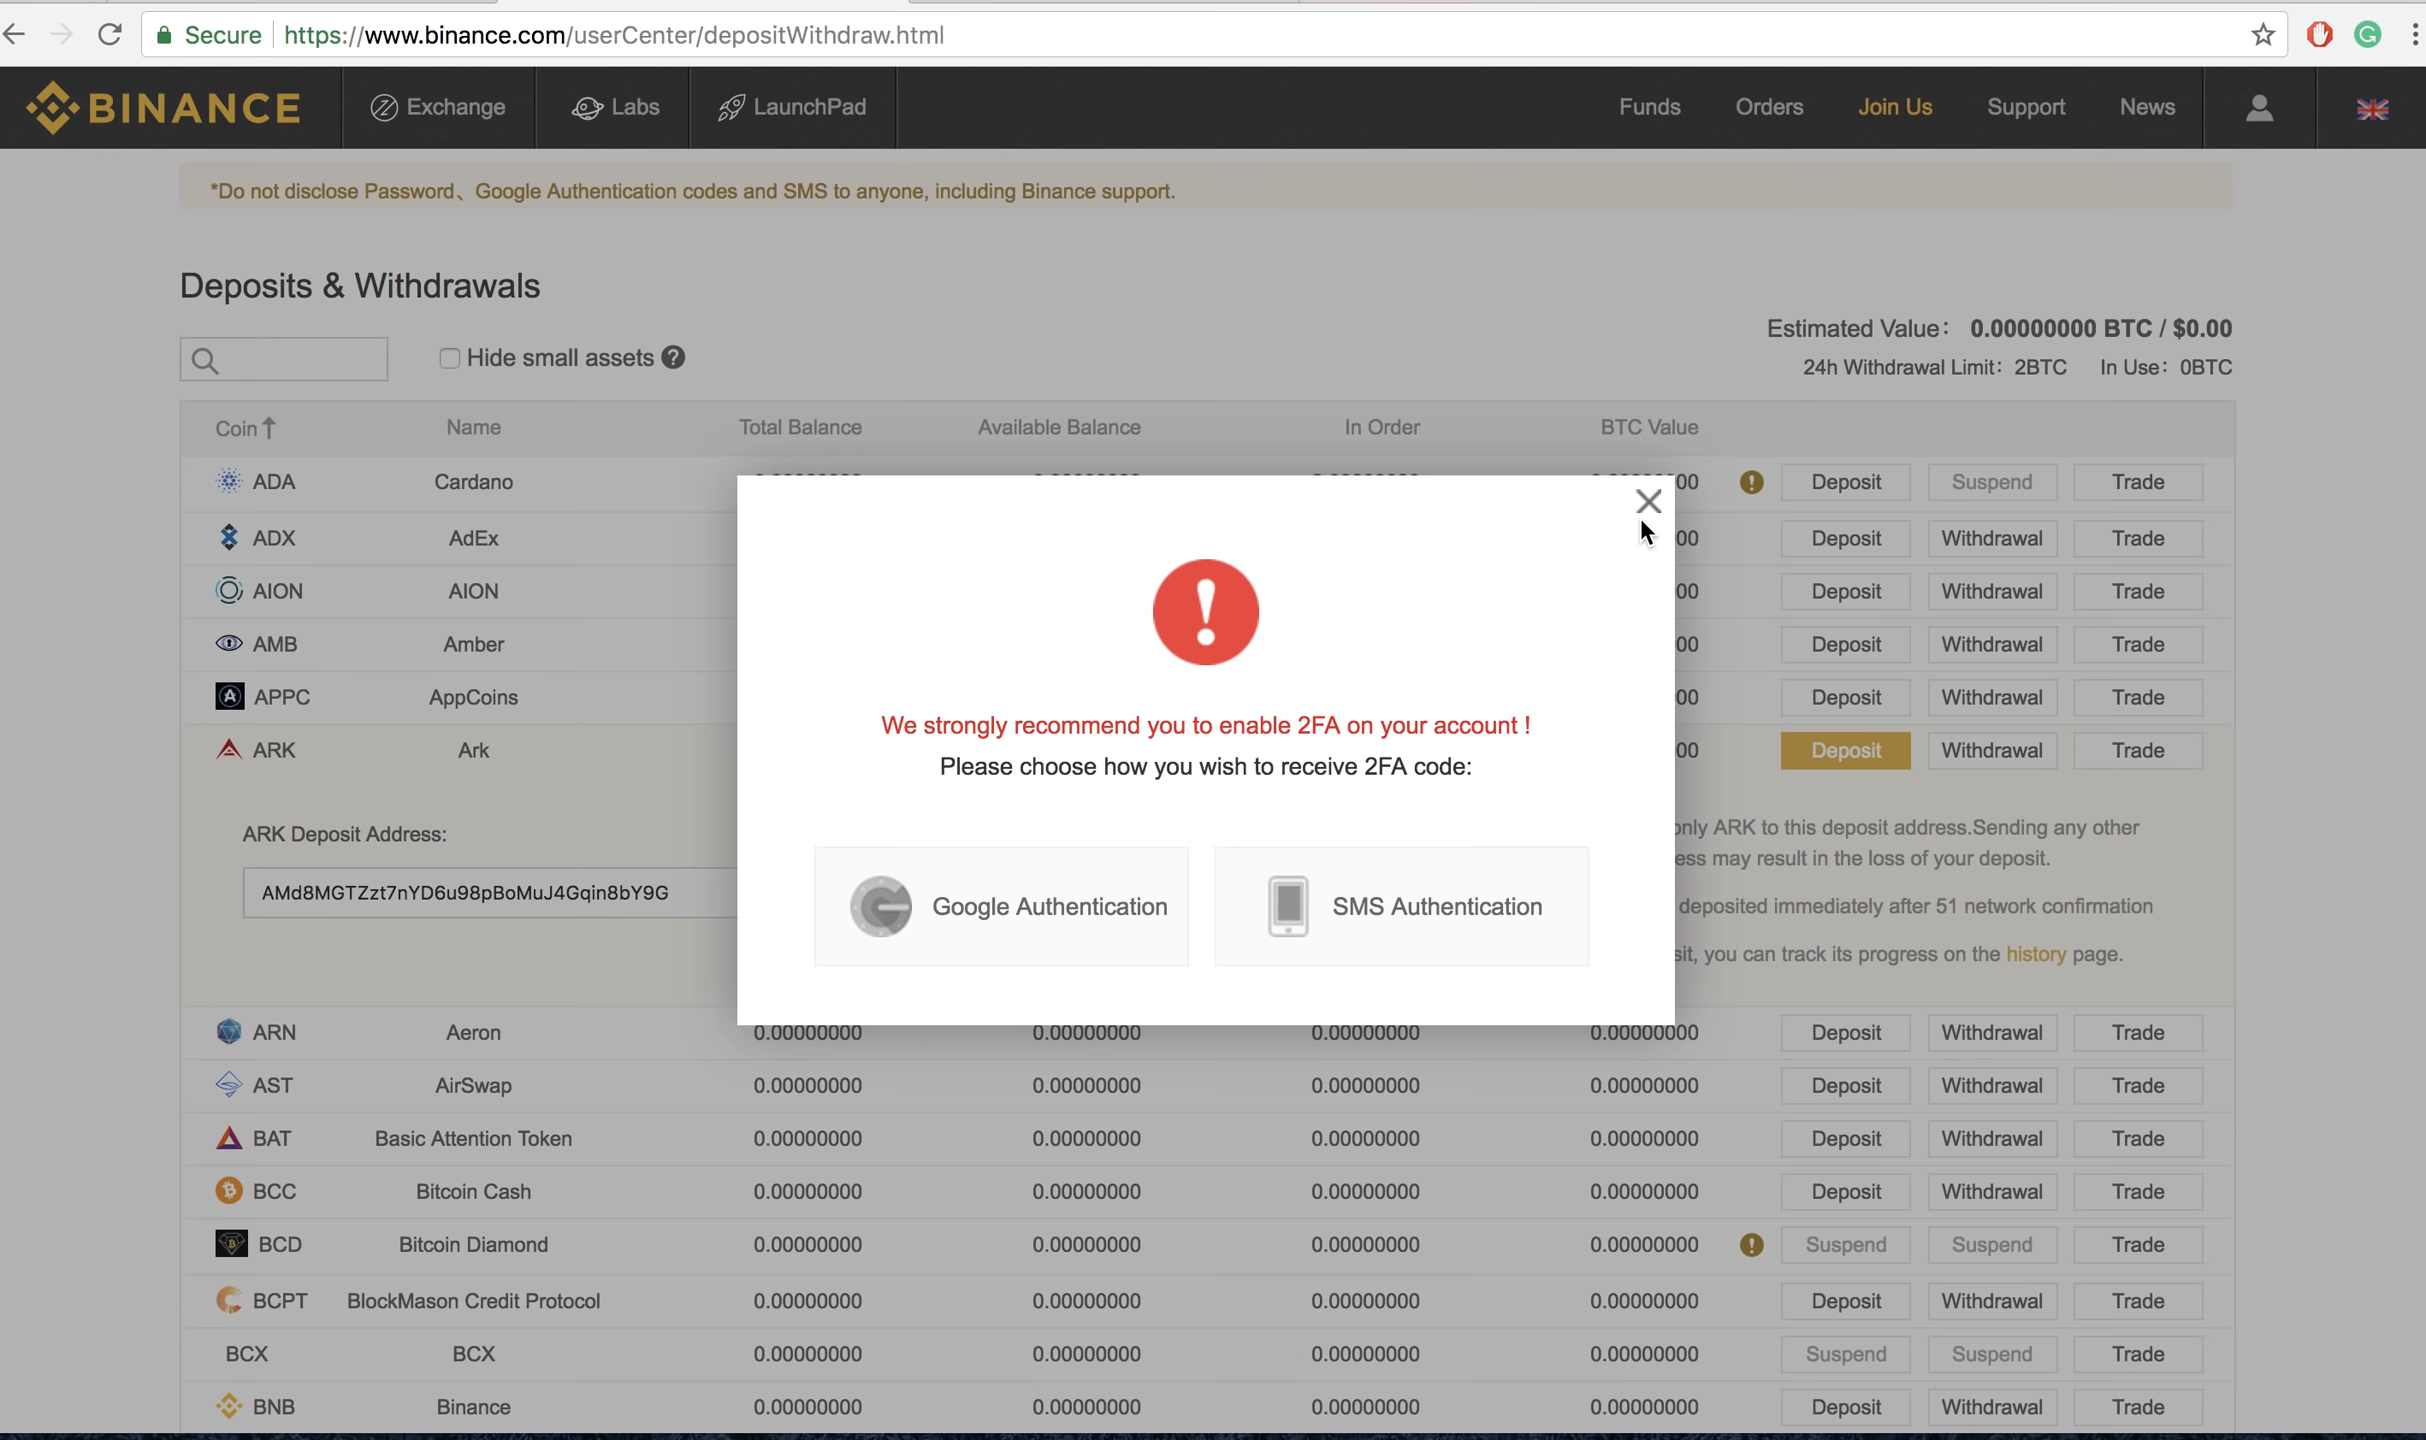 Secure https://www.binance.com/userCenter/depositWithdraw.html
BINANCE Exchange Labs LaunchPad Funds Orders Join Us Support News
*Do not disclose Password、Google Authentication codes and SMS to anyone, including Binance support.
Deposits & Withdrawals
Estimated Value: 0.00000000 BTC / $0.00
Hide small assets ?
24h Withdrawal Limit: 2BTC In Use: 0BTC
Coin Name Total Balance Available Balance In Order BTC Value
ADA Cardano 00 Deposit Suspend Trade
ADX AdEx 00 Deposit Withdrawal Trade
AION AION 00 Deposit Withdrawal Trade
AMB Amber 00 Deposit Withdrawal Trade
APPC AppCoins 00 Deposit Withdrawal Trade
ARK Ark 00 Deposit Withdrawal Trade
We strongly recommend you to enable 2FA on your account !
Please choose how you wish to receive 2FA code:
Google Authentication SMS Authentication
ARK Deposit Address:
AMd8MGTZzt7nYD6u98pBoMuJ4Gqin8bY9G
only ARK to this deposit address.Sending any other
ess may result in the loss of your deposit.
deposited immediately after 51 network confirmation
sit, you can track its progress on the history page.
ARN Aeron 0.00000000 0.00000000 0.00000000 0.00000000 Deposit Withdrawal Trade
AST AirSwap 0.00000000 0.00000000 0.00000000 0.00000000 Deposit Withdrawal Trade
BAT Basic Attention Token 0.00000000 0.00000000 0.00000000 0.00000000 Deposit Withdrawal Trade
BCC Bitcoin Cash 0.00000000 0.00000000 0.00000000 0.00000000 Deposit Withdrawal Trade
BCD Bitcoin Diamond 0.00000000 0.00000000 0.00000000 0.00000000 Suspend Suspend Trade
BCPT BlockMason Credit Protocol 0.00000000 0.00000000 0.00000000 0.00000000 Deposit Withdrawal Trade
BCX BCX 0.00000000 0.00000000 0.00000000 0.00000000 Suspend Suspend Trade
BNB Binance 0.00000000 0.00000000 0.00000000 0.00000000 Deposit Withdrawal Trade